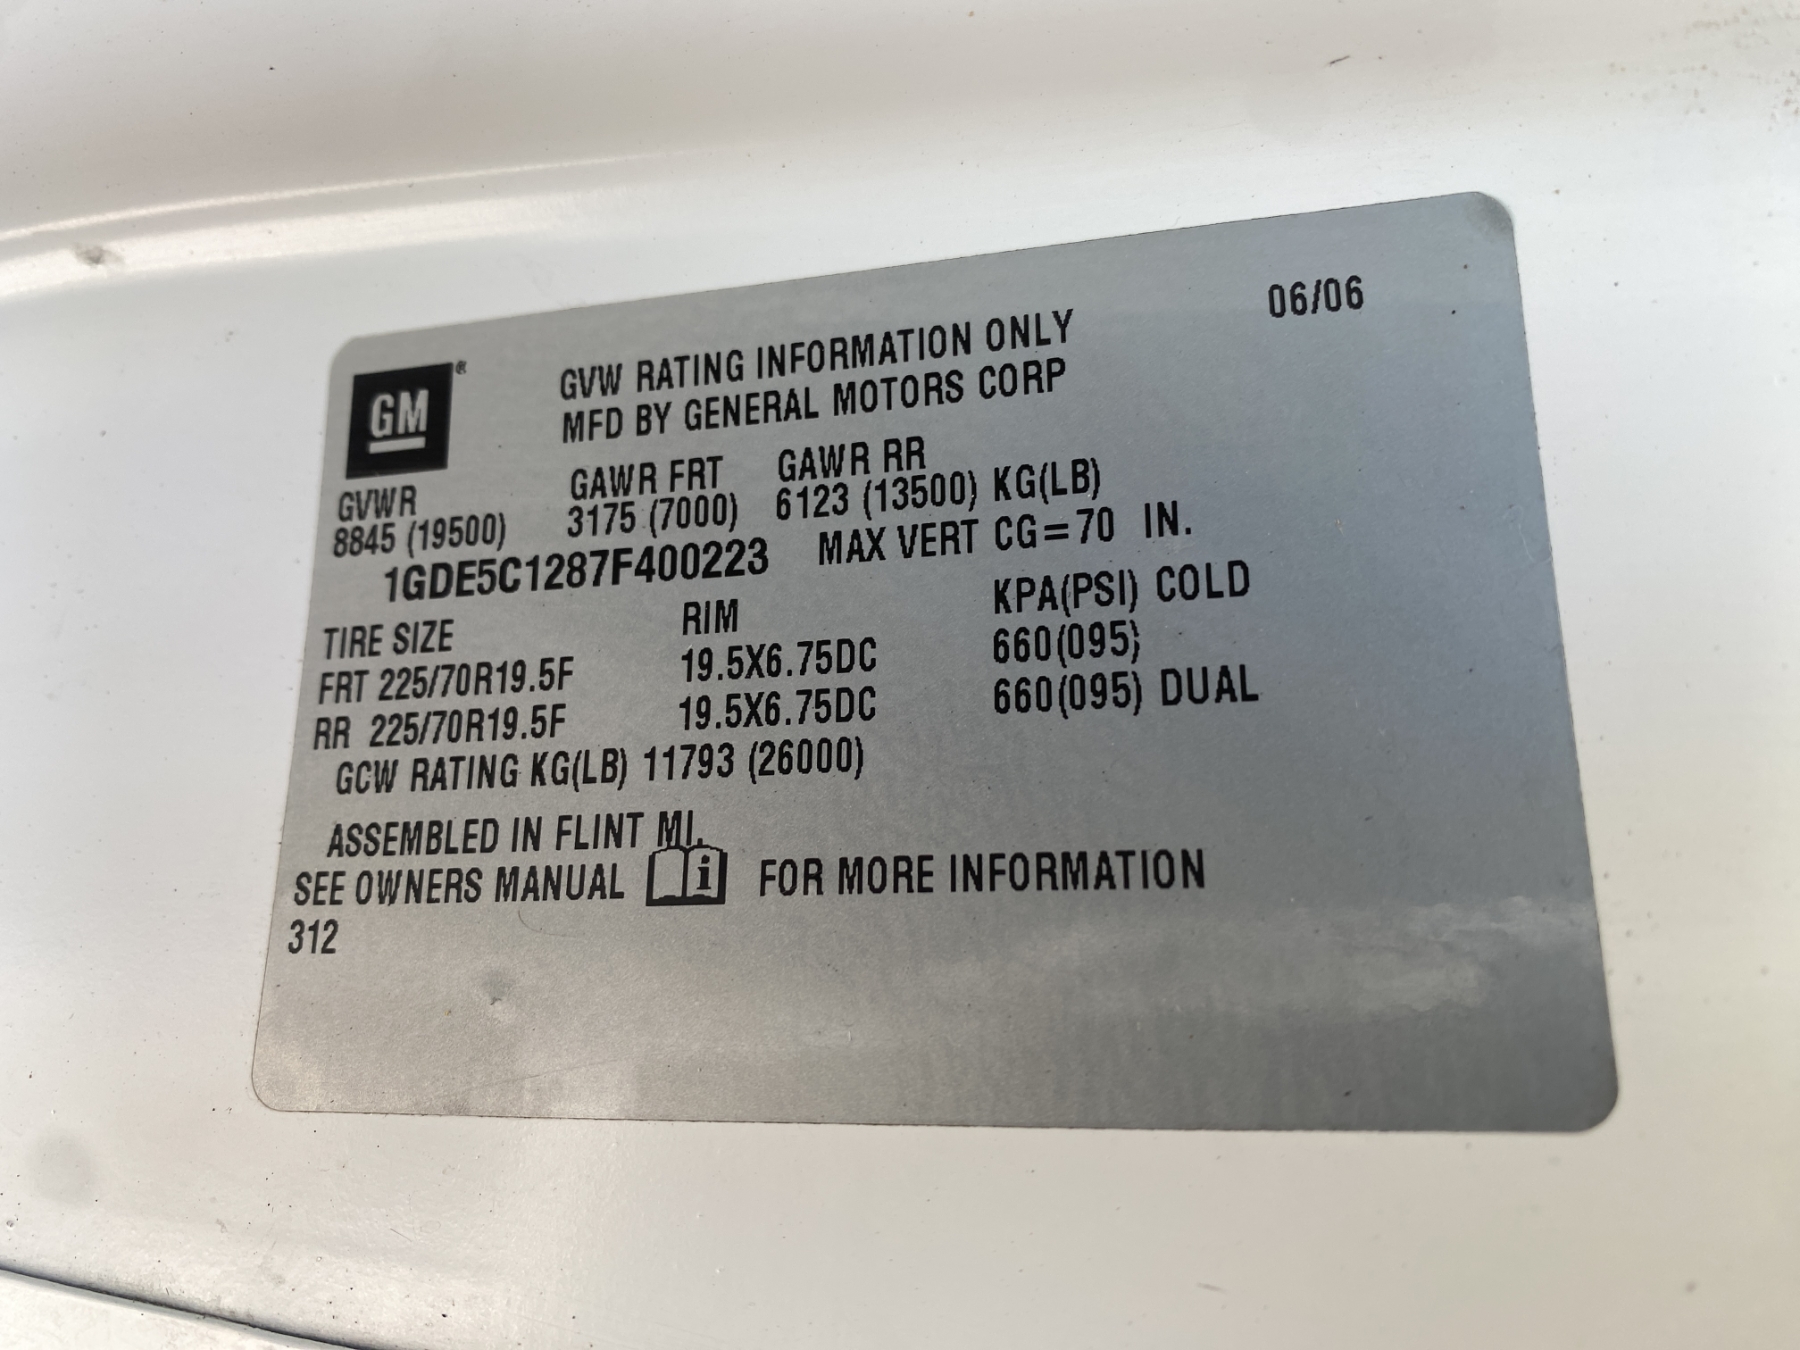 06/06
GM®
GVW RATING INFORMATION ONLY
MFD BY GENERAL MOTORS CORP
GVWR GAWR FRT GAWR RR
8845 (19500) 3175 (7000) 6123 (13500) KG(LB)
1GDE5C1287F400223 MAX VERT CG=70 IN.
TIRE SIZE RIM KPA(PSI) COLD
FRT 225/70R19.5F 19.5X6.75DC 660(095)
RR 225/70R19.5F 19.5X6.75DC 660(095) DUAL
GCW RATING KG(LB) 11793 (26000)
ASSEMBLED IN FLINT MI.
SEE OWNERS MANUAL i FOR MORE INFORMATION
312